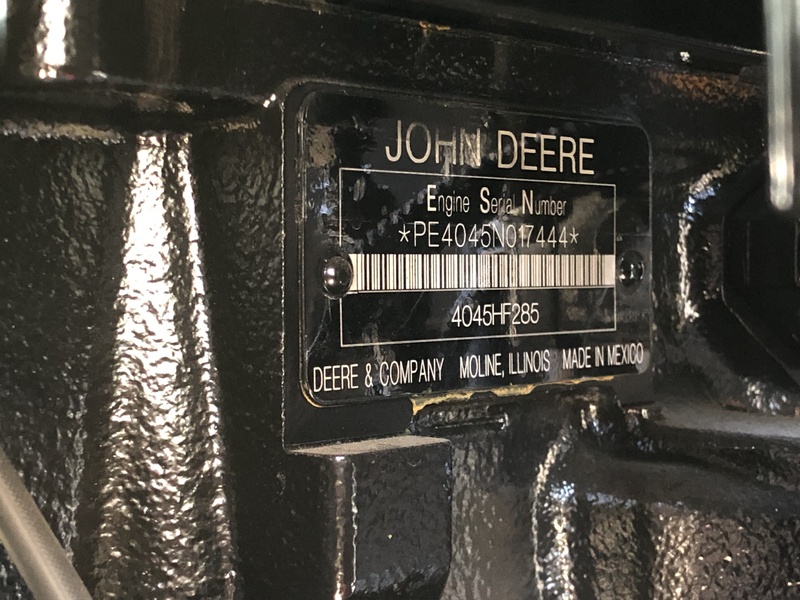 JOHN DEERE
Engine Serial Number
*PE4045N017444*
4045HF285
DEERE & COMPANY MOLINE, ILLINOIS MADE IN MEXICO